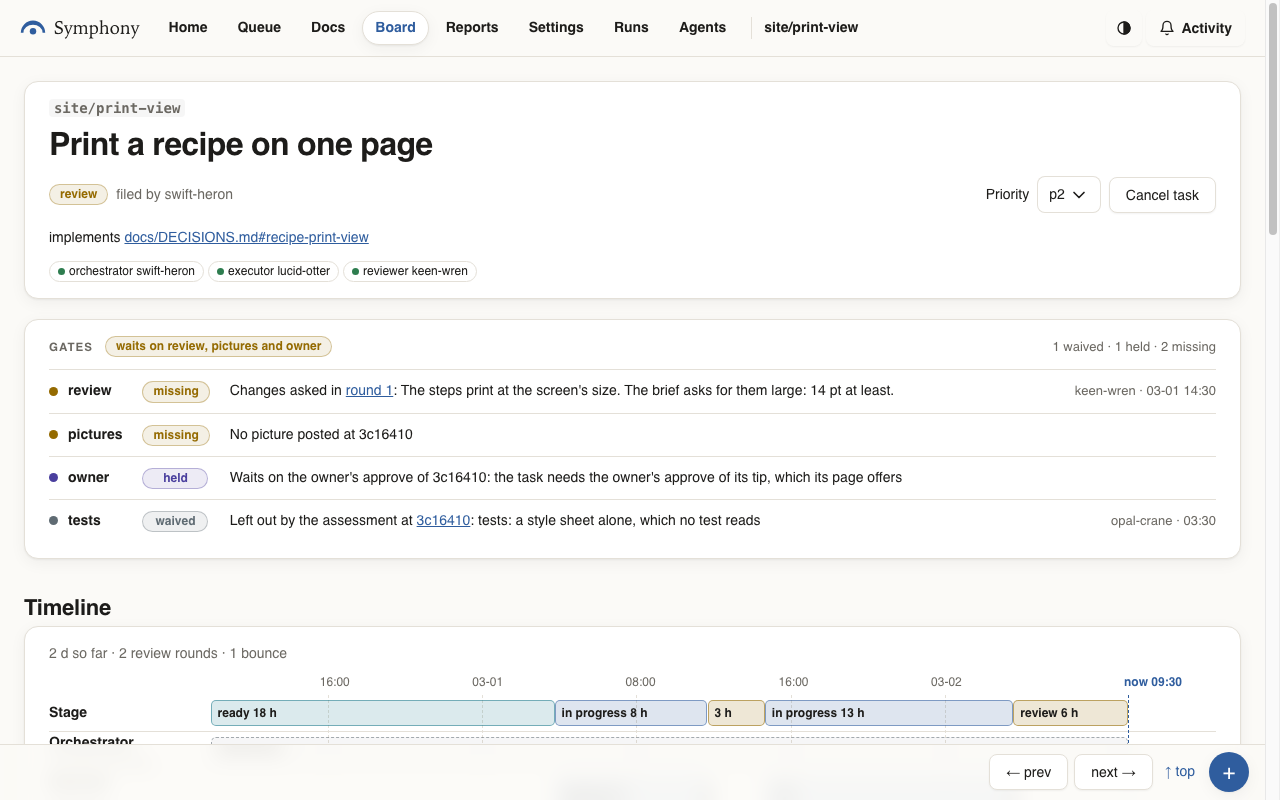 Symphony Home Queue Docs Board Reports Settings Runs Agents site/print-view Activity
site/print-view
Print a recipe on one page
review filed by swift-heron Priority p2 Cancel task
implements docs/DECISIONS.md#recipe-print-view
orchestrator swift-heron executor lucid-otter reviewer keen-wren
GATES waits on review, pictures and owner 1 waived · 1 held · 2 missing
review missing Changes asked in round 1: The steps print at the screen's size. The brief asks for them large: 14 pt at least. keen-wren · 03-01 14:30
pictures missing No picture posted at 3c16410
owner held Waits on the owner's approve of 3c16410: the task needs the owner's approve of its tip, which its page offers
tests waived Left out by the assessment at 3c16410: tests: a style sheet alone, which no test reads opal-crane · 03:30
Timeline
2 d so far · 2 review rounds · 1 bounce
16:00 03-01 08:00 16:00 03-02 now 09:30
Stage ready 18 h in progress 8 h 3 h in progress 13 h review 6 h
Orchestrator
← prev next → ↑ top +